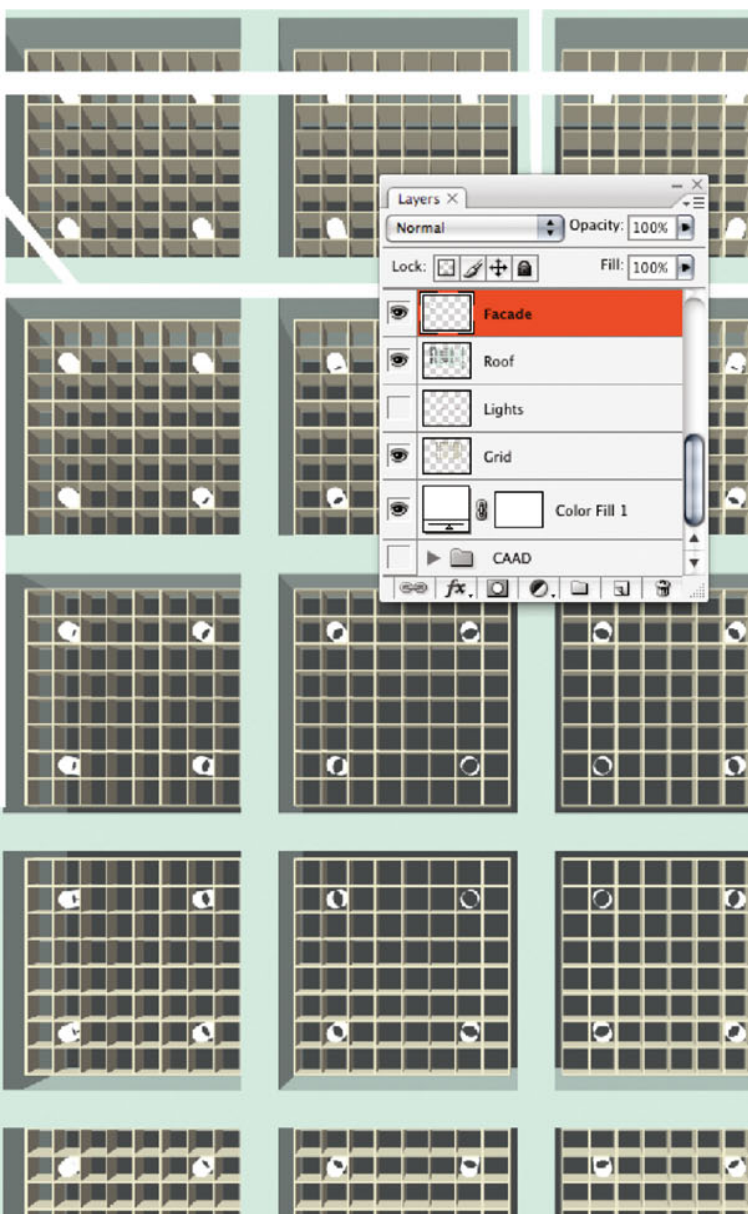 Layers
Normal Opacity: 100%
Lock: Fill: 100%
Facade
Roof
Lights
Grid
Color Fill 1
CAAD
fx.